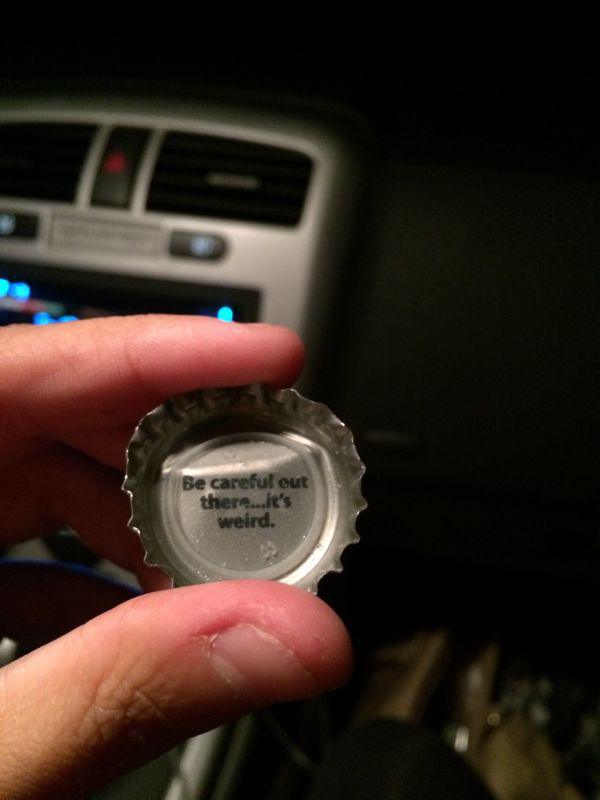 Be careful out
there...it's
weird.